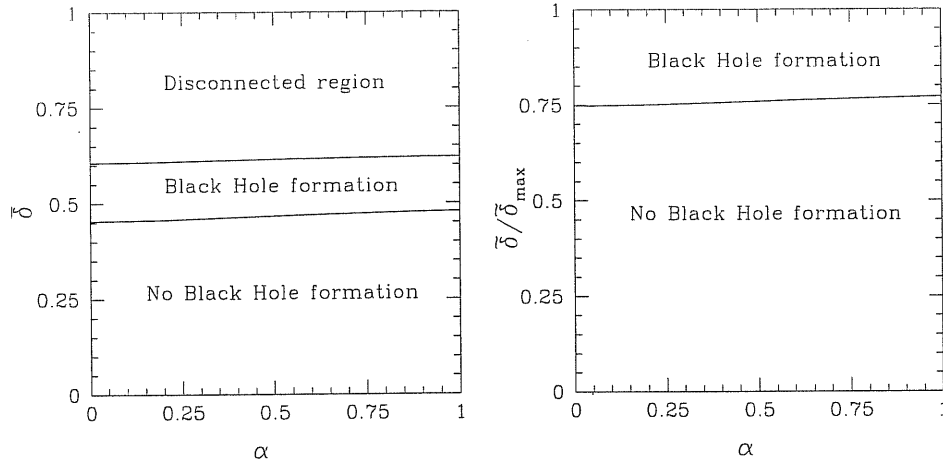 1
Disconnected region
0.75
δ̃
Black Hole formation
0.5
No Black Hole formation
0.25
0
0 0.25 0.5 0.75 1
α
1
Black Hole formation
0.75
δ̃/δ̃max
0.5
No Black Hole formation
0.25
0
0 0.25 0.5 0.75 1
α